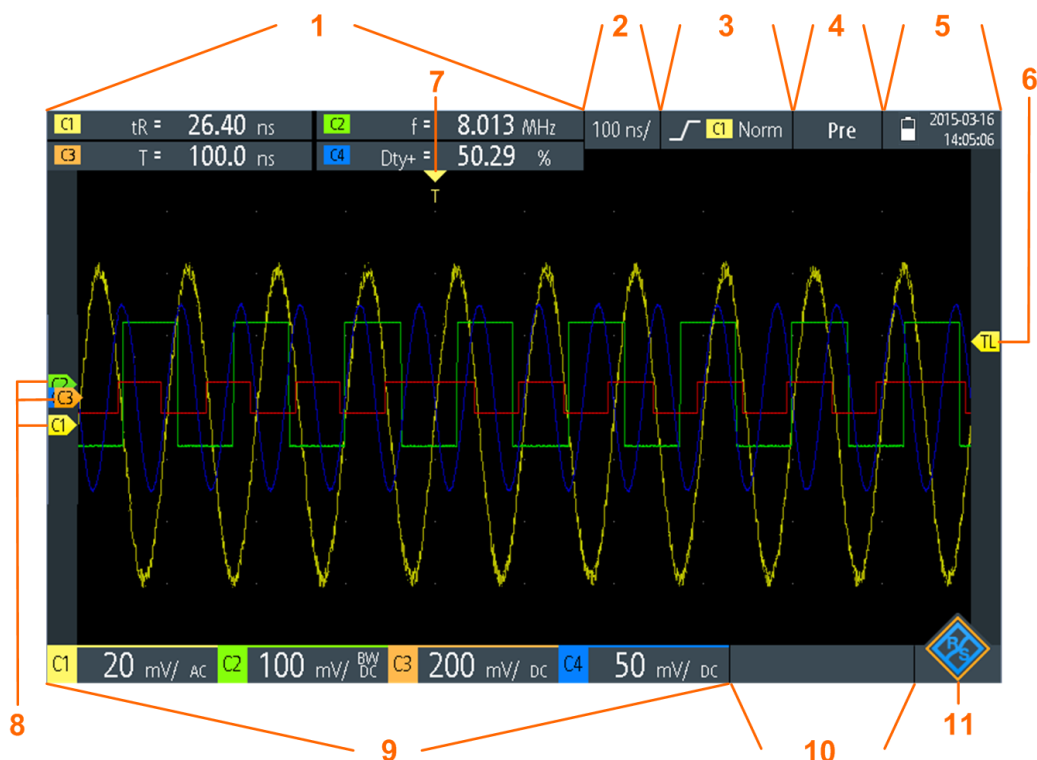 1 2 3 4 5
7
6
C1 tR = 26.40 ns C2 f = 8.013 MHz 100 ns/ C1 Norm Pre 2015-03-16
14:05:06
C3 T = 100.0 ns C4 Dty+ = 50.29 %
T
TL
C2
C3
C1
C1 20 mV/ AC C2 100 mV/ BW DC C3 200 mV/ DC C4 50 mV/ DC
R/S
8 9 10 11